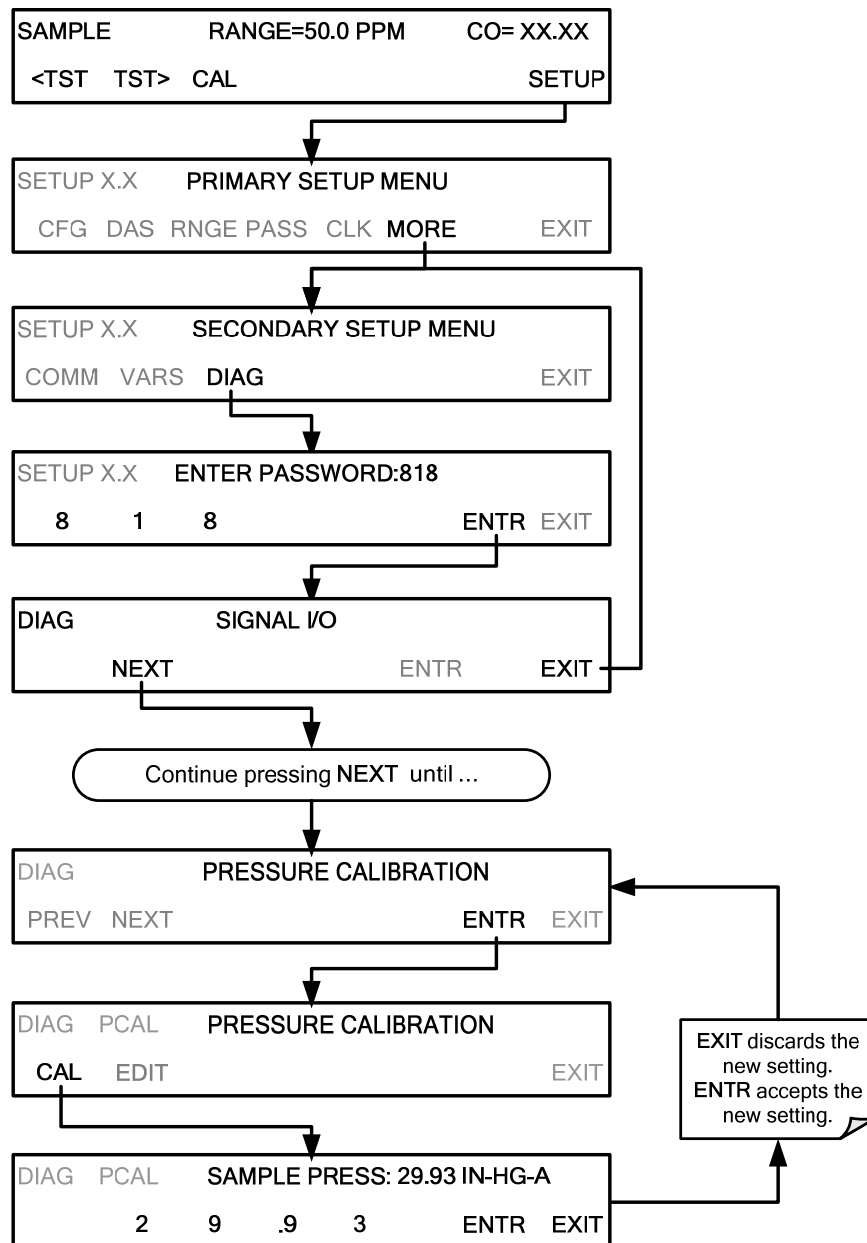 SAMPLE RANGE=50.0 PPM CO= XX.XX
<TST TST> CAL SETUP
SETUP X.X PRIMARY SETUP MENU
CFG DAS RNGE PASS CLK MORE EXIT
SETUP X.X SECONDARY SETUP MENU
COMM VARS DIAG EXIT
SETUP X.X ENTER PASSWORD:818
8 1 8 ENTR EXIT
DIAG SIGNAL I/O
NEXT ENTR EXIT
Continue pressing NEXT until ...
DIAG PRESSURE CALIBRATION
PREV NEXT ENTR EXIT
DIAG PCAL PRESSURE CALIBRATION
CAL EDIT EXIT
EXIT discards the
new setting.
ENTR accepts the
new setting.
DIAG PCAL SAMPLE PRESS: 29.93 IN-HG-A
2 9 .9 3 ENTR EXIT